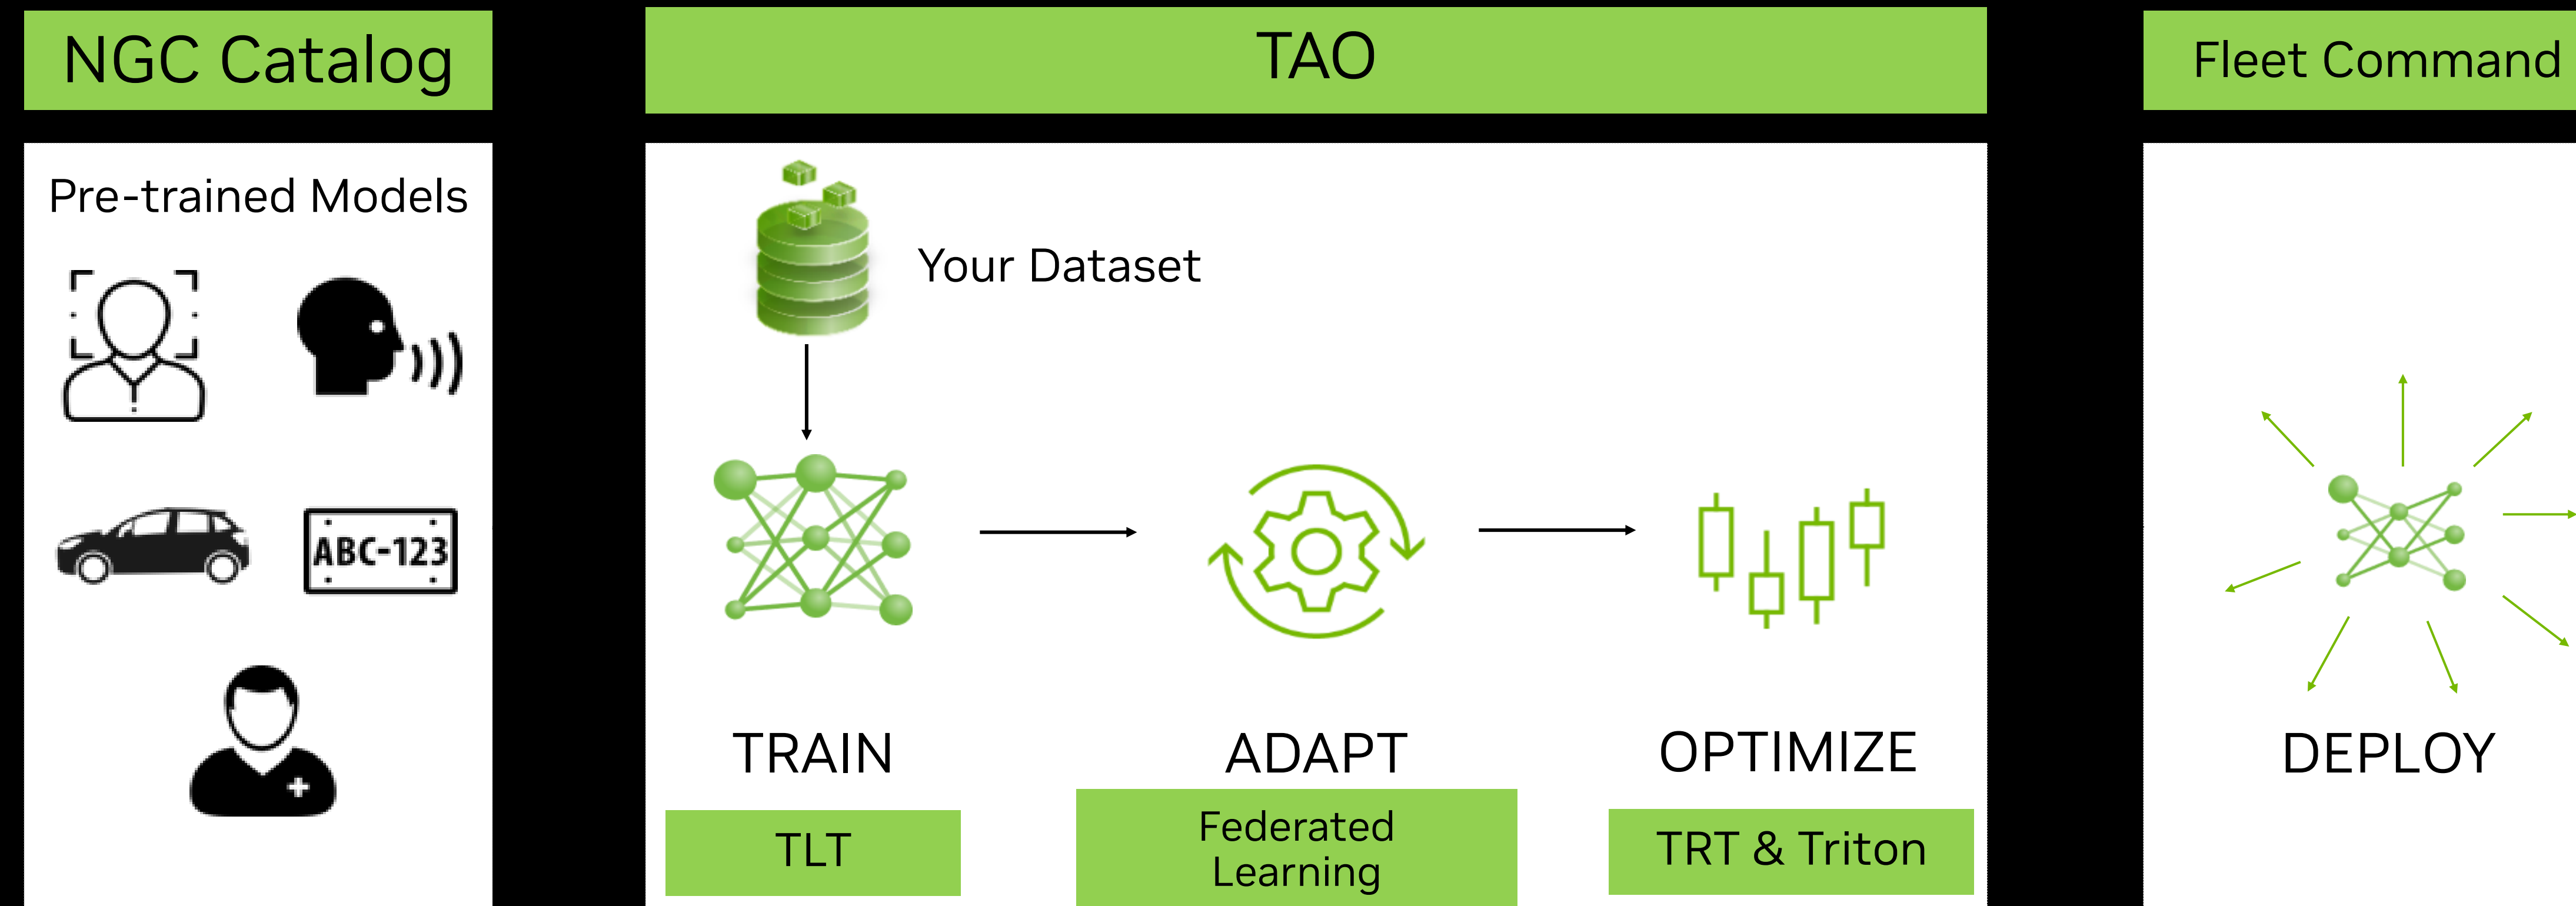 NGC Catalog
Pre-trained Models
ABC-123
TAO
Your Dataset
TRAIN
ADAPT
OPTIMIZE
TLT
Federated
Learning
TRT & Triton
Fleet Command
DEPLOY